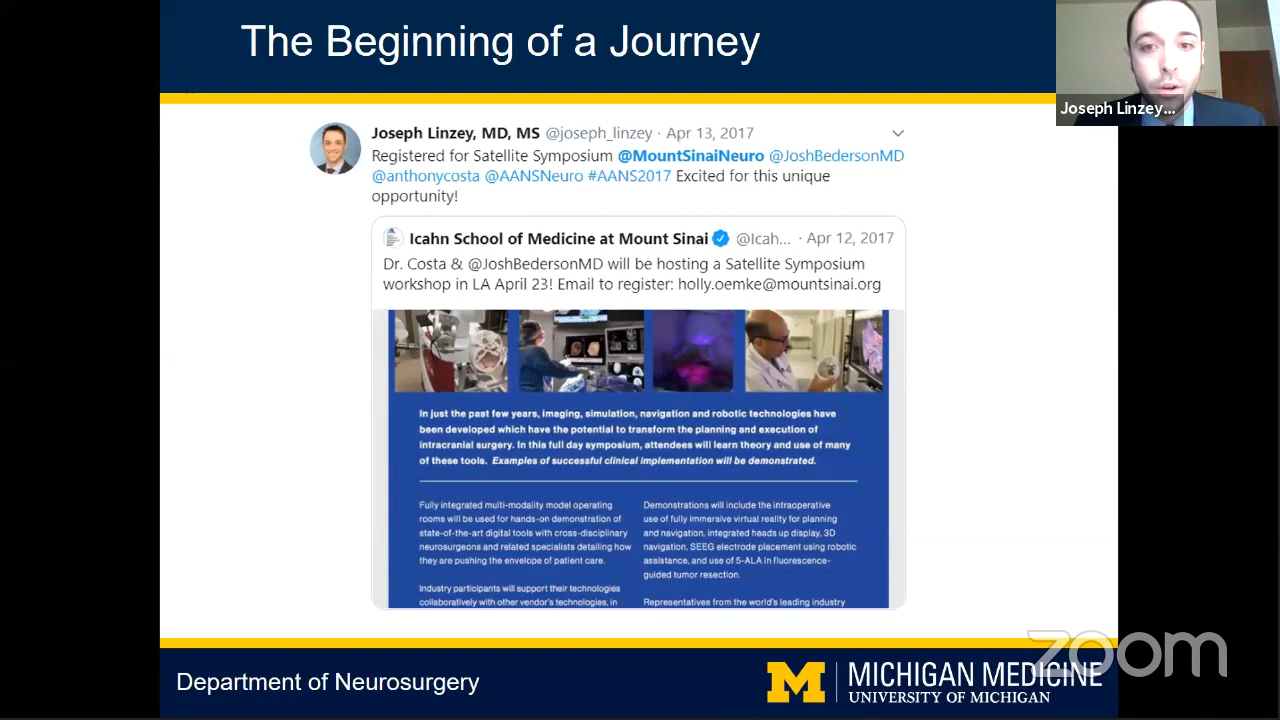 The Beginning of a Journey
Joseph Linzey...
Joseph Linzey, MD, MS @joseph_linzey · Apr 13, 2017
Registered for Satellite Symposium @MountSinaiNeuro @JoshBedersonMD
@anthonycosta @AANSNeuro #AANS2017 Excited for this unique
opportunity!
Icahn School of Medicine at Mount Sinai @Icah... · Apr 12, 2017
Dr. Costa & @JoshBedersonMD will be hosting a Satellite Symposium
workshop in LA April 23! Email to register: holly.oemke@mountsinai.org
In just the past few years, imaging, simulation, navigation and robotic technologies have
been developed which have the potential to transform the planning and execution of
intracranial surgery. In this full day symposium, attendees will learn theory and use of many
of these tools. Examples of successful clinical implementation will be demonstrated.
Fully integrated multi-modality model operating
rooms will be used for hands-on demonstration of
state-of-the-art digital tools with cross-disciplinary
neurosurgeons and related specialists detailing how
they are pushing the envelope of patient care.
Industry participants will support their technologies
collaboratively with other vendor's technologies, in
Demonstrations will include the intraoperative
use of fully immersive virtual reality for planning
and navigation, integrated heads up display, 3D
navigation, SEEG electrode placement using robotic
assistance, and use of 5-ALA in fluorescence-
guided tumor resection.
Representatives from the world's leading industry
Department of Neurosurgery
M
MICHIGAN MEDICINE
UNIVERSITY OF MICHIGAN
zoom